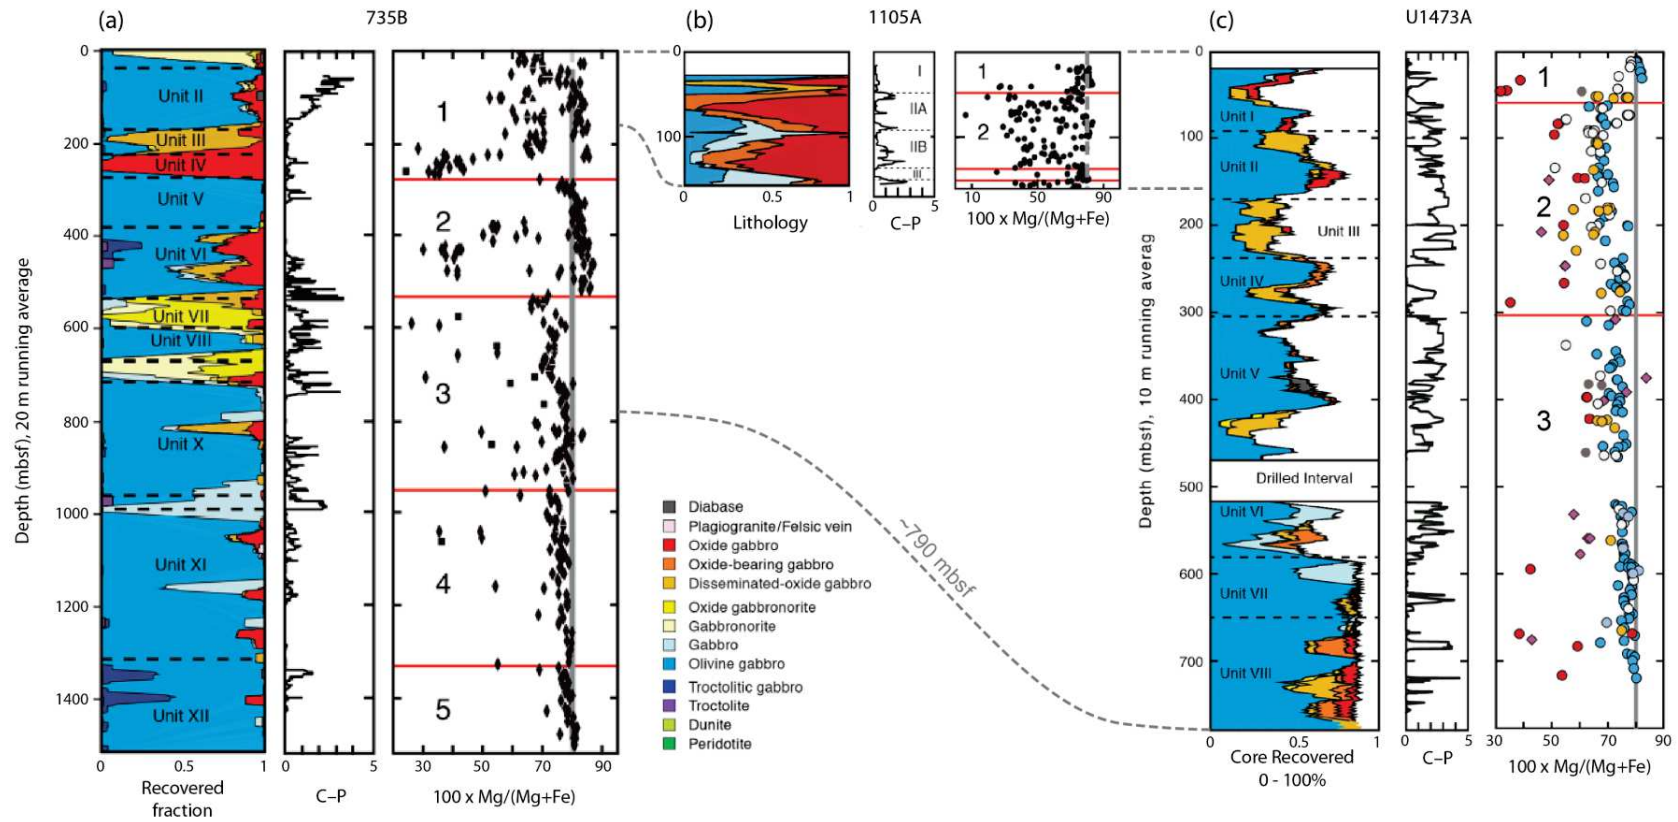 (a)
735B
(b)
1105A
(c)
U1473A
Depth (mbsf), 20 m running average
0
200
400
600
800
1000
1200
1400
Unit II
Unit III
Unit IV
Unit V
Unit VI
Unit VII
Unit VIII
Unit X
Unit XI
Unit XII
0
0.5
1
Recovered
fraction
0
5
C–P
1
2
3
4
5
30
50
70
90
100 x Mg/(Mg+Fe)
0
100
0
0.5
1
Lithology
I
IIA
IIB
III
0
5
C–P
1
2
10
50
90
100 x Mg/(Mg+Fe)
Diabase
Plagiogranite/Felsic vein
Oxide gabbro
Oxide-bearing gabbro
Disseminated-oxide gabbro
Oxide gabbronorite
Gabbronorite
Gabbro
Olivine gabbro
Troctolitic gabbro
Troctolite
Dunite
Peridotite
~790 mbsf
Depth (mbsf), 10 m running averag
0
100
200
300
400
500
600
700
Unit I
Unit II
Unit III
Unit IV
Unit V
Drilled Interval
Unit VI
Unit VII
Unit VIII
0
0.5
1
Core Recovered
0 - 100%
0
5
C–P
1
2
3
30
50
70
90
100 x Mg/(Mg+Fe)